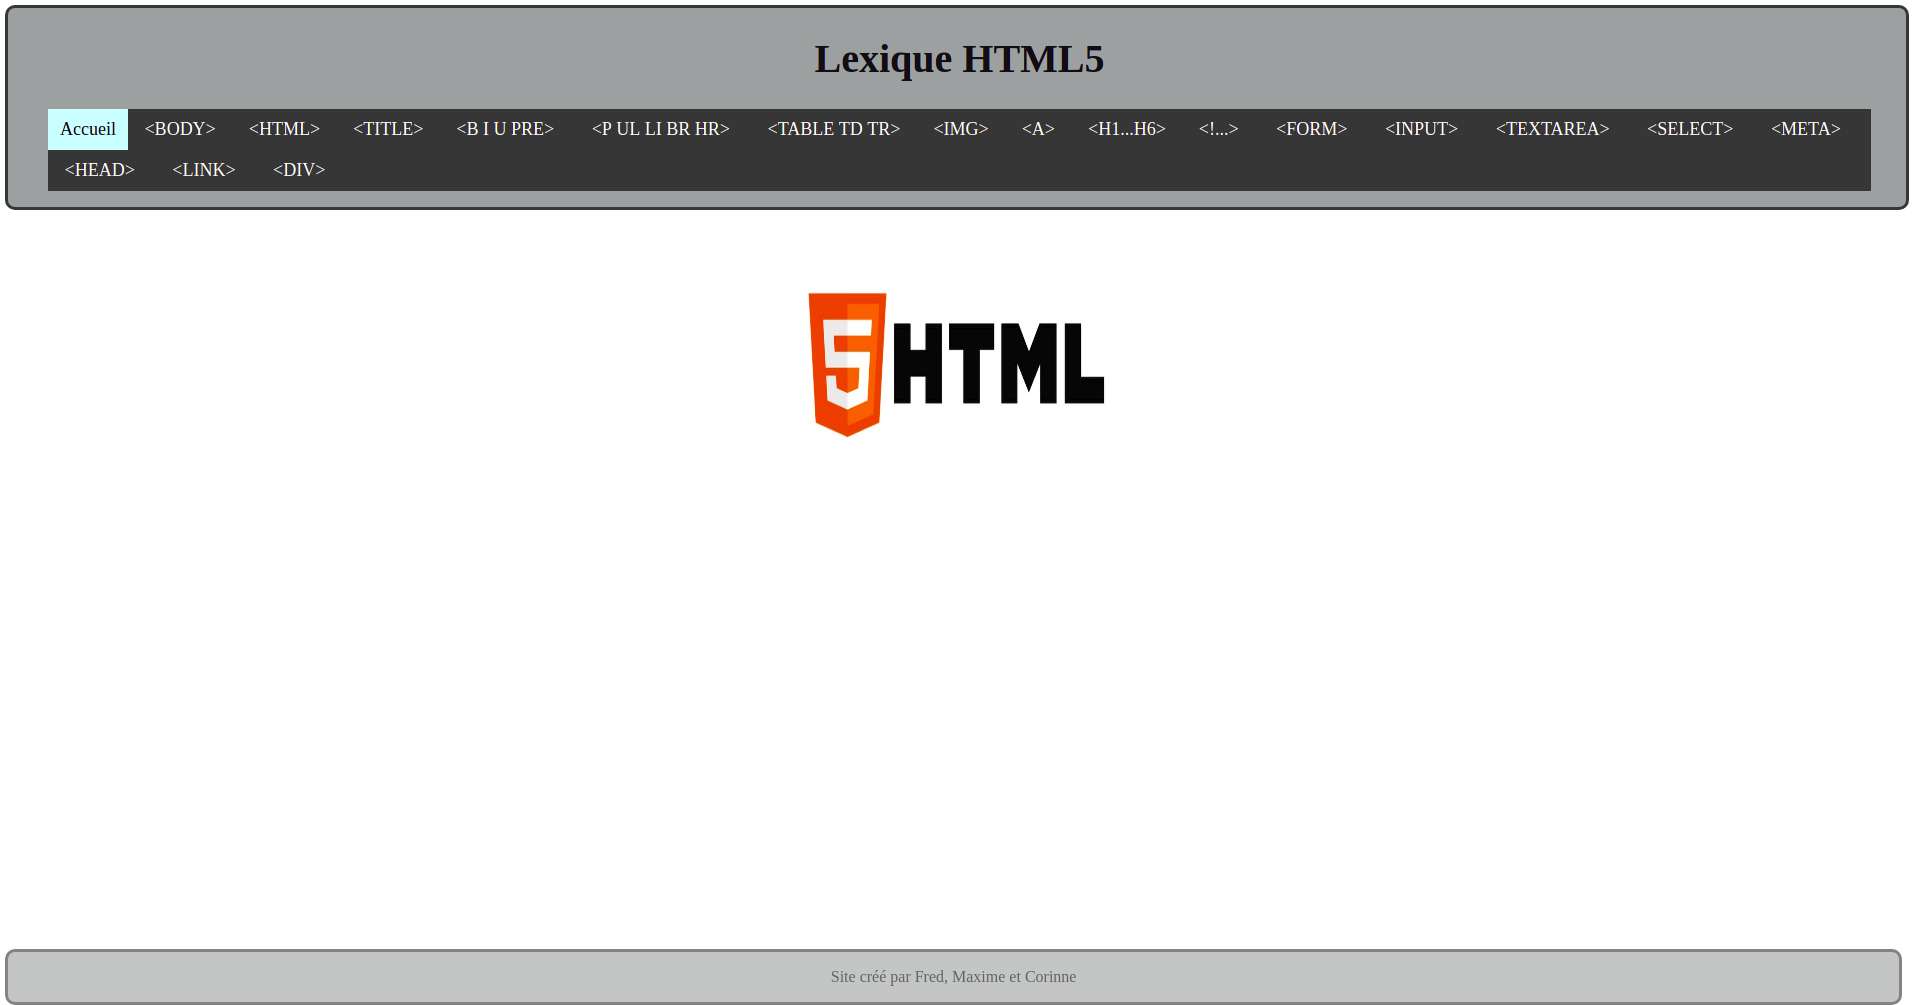 Lexique HTML5
Accueil <BODY> <HTML> <TITLE> <B I U PRE> <P UL LI BR HR> <TABLE TD TR> <IMG> <A> <H1...H6> <!...> <FORM> <INPUT> <TEXTAREA> <SELECT> <META>
<HEAD> <LINK> <DIV>
5 HTML
Site créé par Fred, Maxime et Corinne